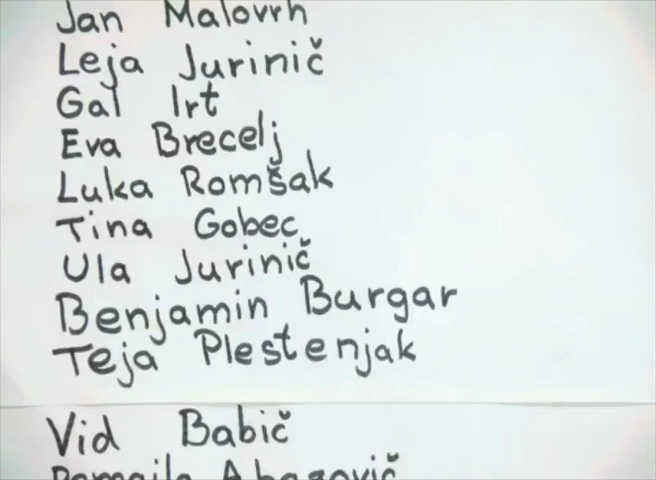 Jan Malovrh
Leja Jurinič
Gal Irt
Eva Brecelj
Luka Romšak
Tina Gobec
Ula Jurinič
Benjamin Burgar
Teja Plestenjak
Vid Babič